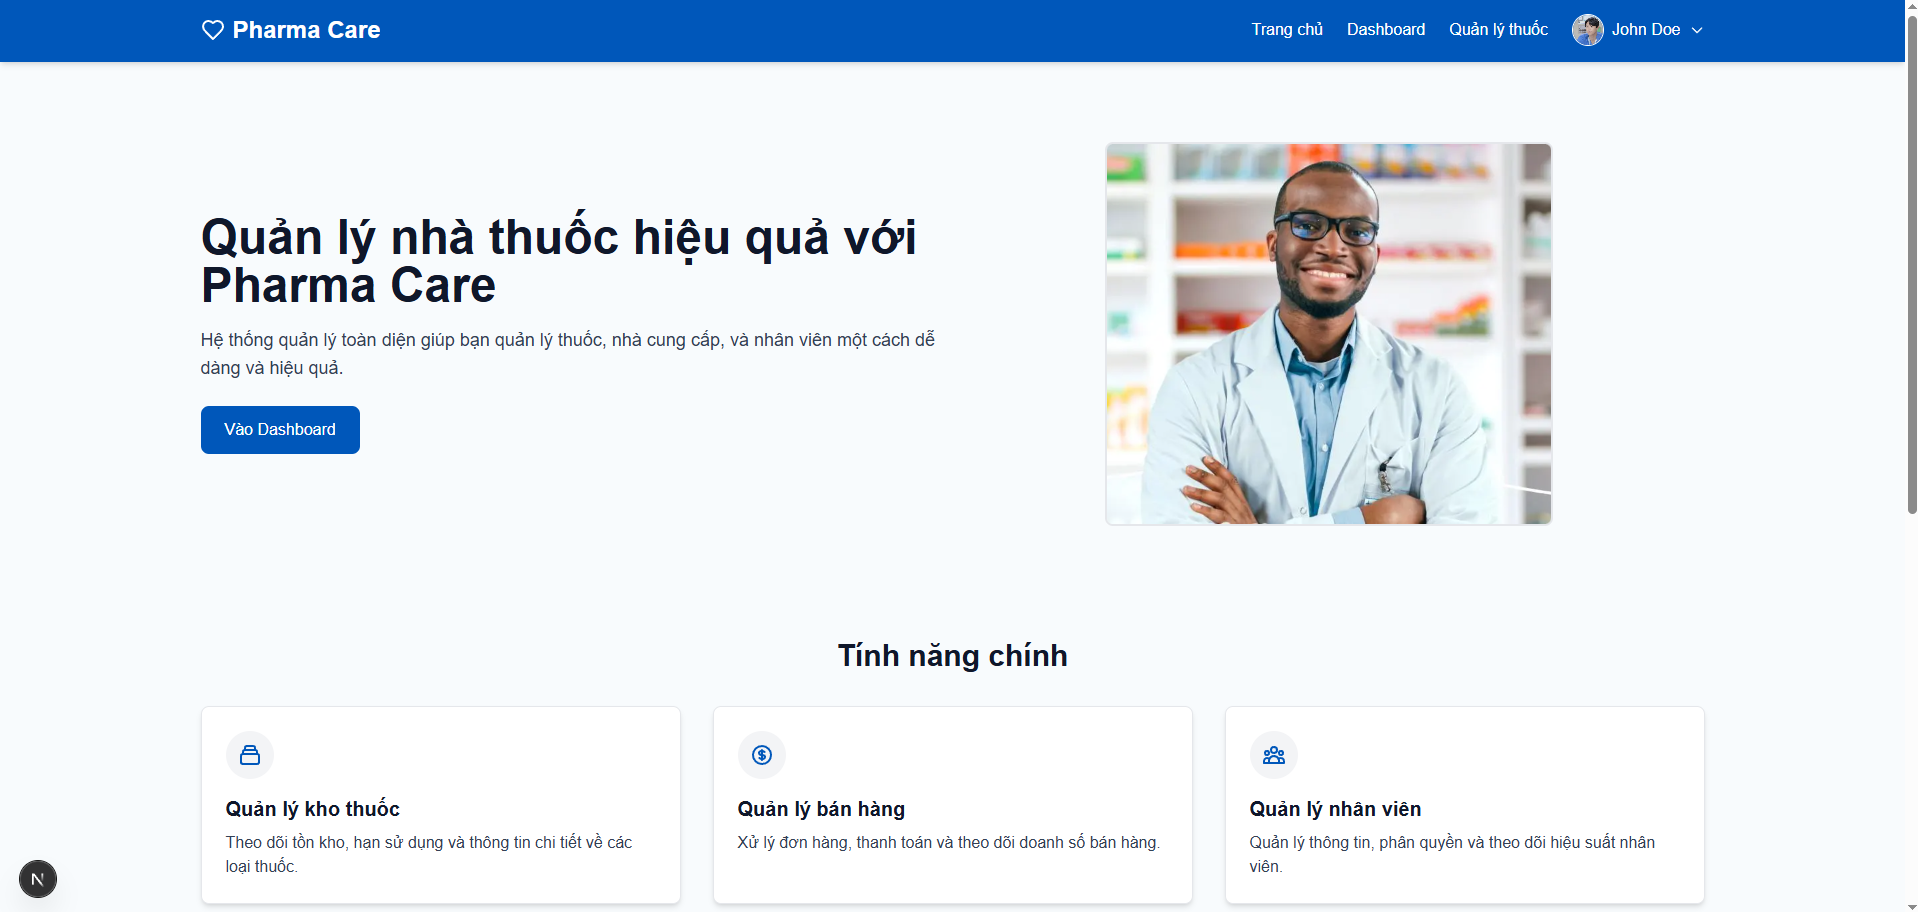 Pharma Care
Trang chủ
Dashboard
Quản lý thuốc
John Doe
Quản lý nhà thuốc hiệu quả với
Pharma Care
Hệ thống quản lý toàn diện giúp bạn quản lý thuốc, nhà cung cấp, và nhân viên một cách dễ
dàng và hiệu quả.
Vào Dashboard
Tính năng chính
Quản lý kho thuốc
Theo dõi tồn kho, hạn sử dụng và thông tin chi tiết về các
loại thuốc.
Quản lý bán hàng
Xử lý đơn hàng, thanh toán và theo dõi doanh số bán hàng.
Quản lý nhân viên
Quản lý thông tin, phân quyền và theo dõi hiệu suất nhân
viên.
N